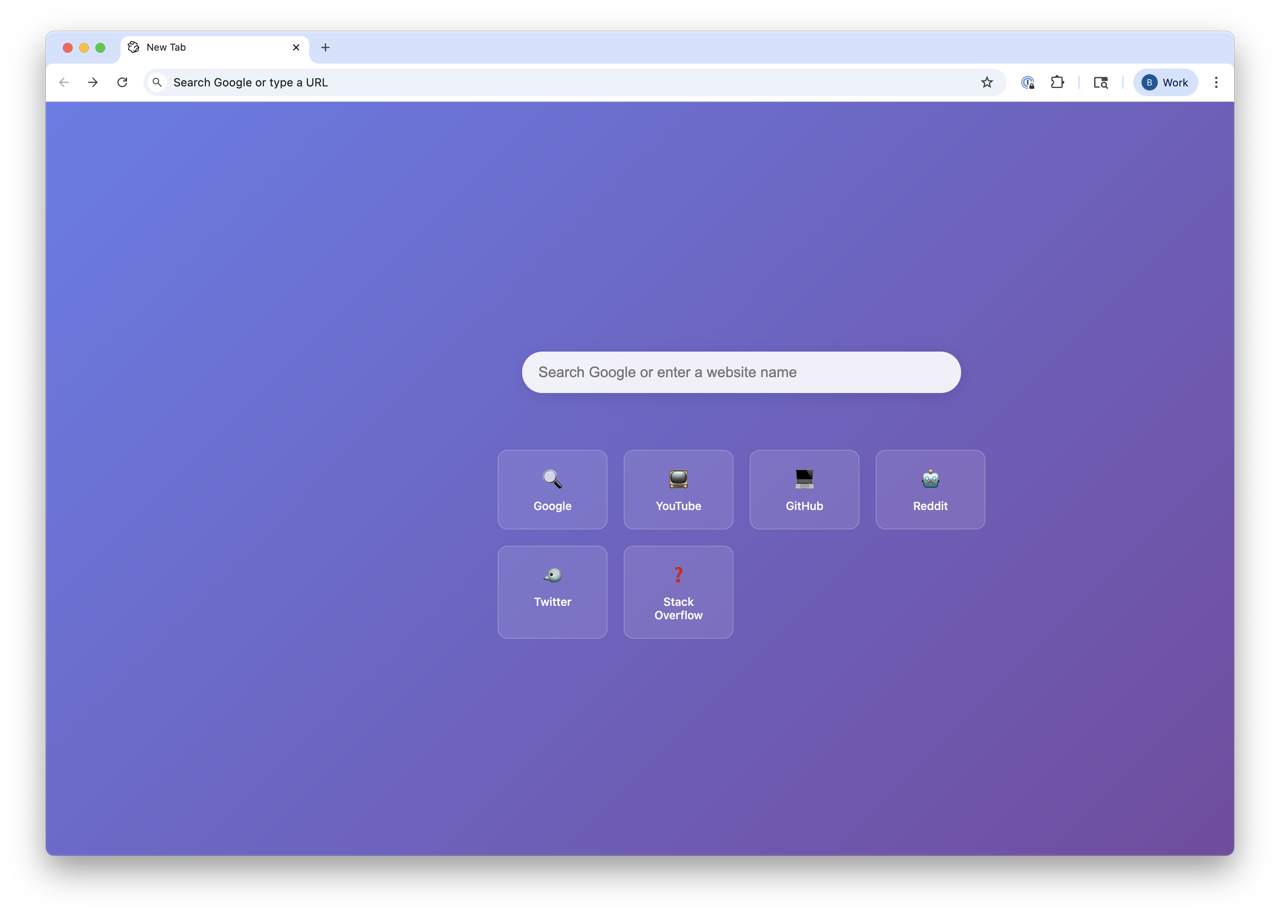 New Tab
Search Google or type a URL
B Work
Search Google or enter a website name
Google
YouTube
GitHub
Reddit
Twitter
Stack
Overflow